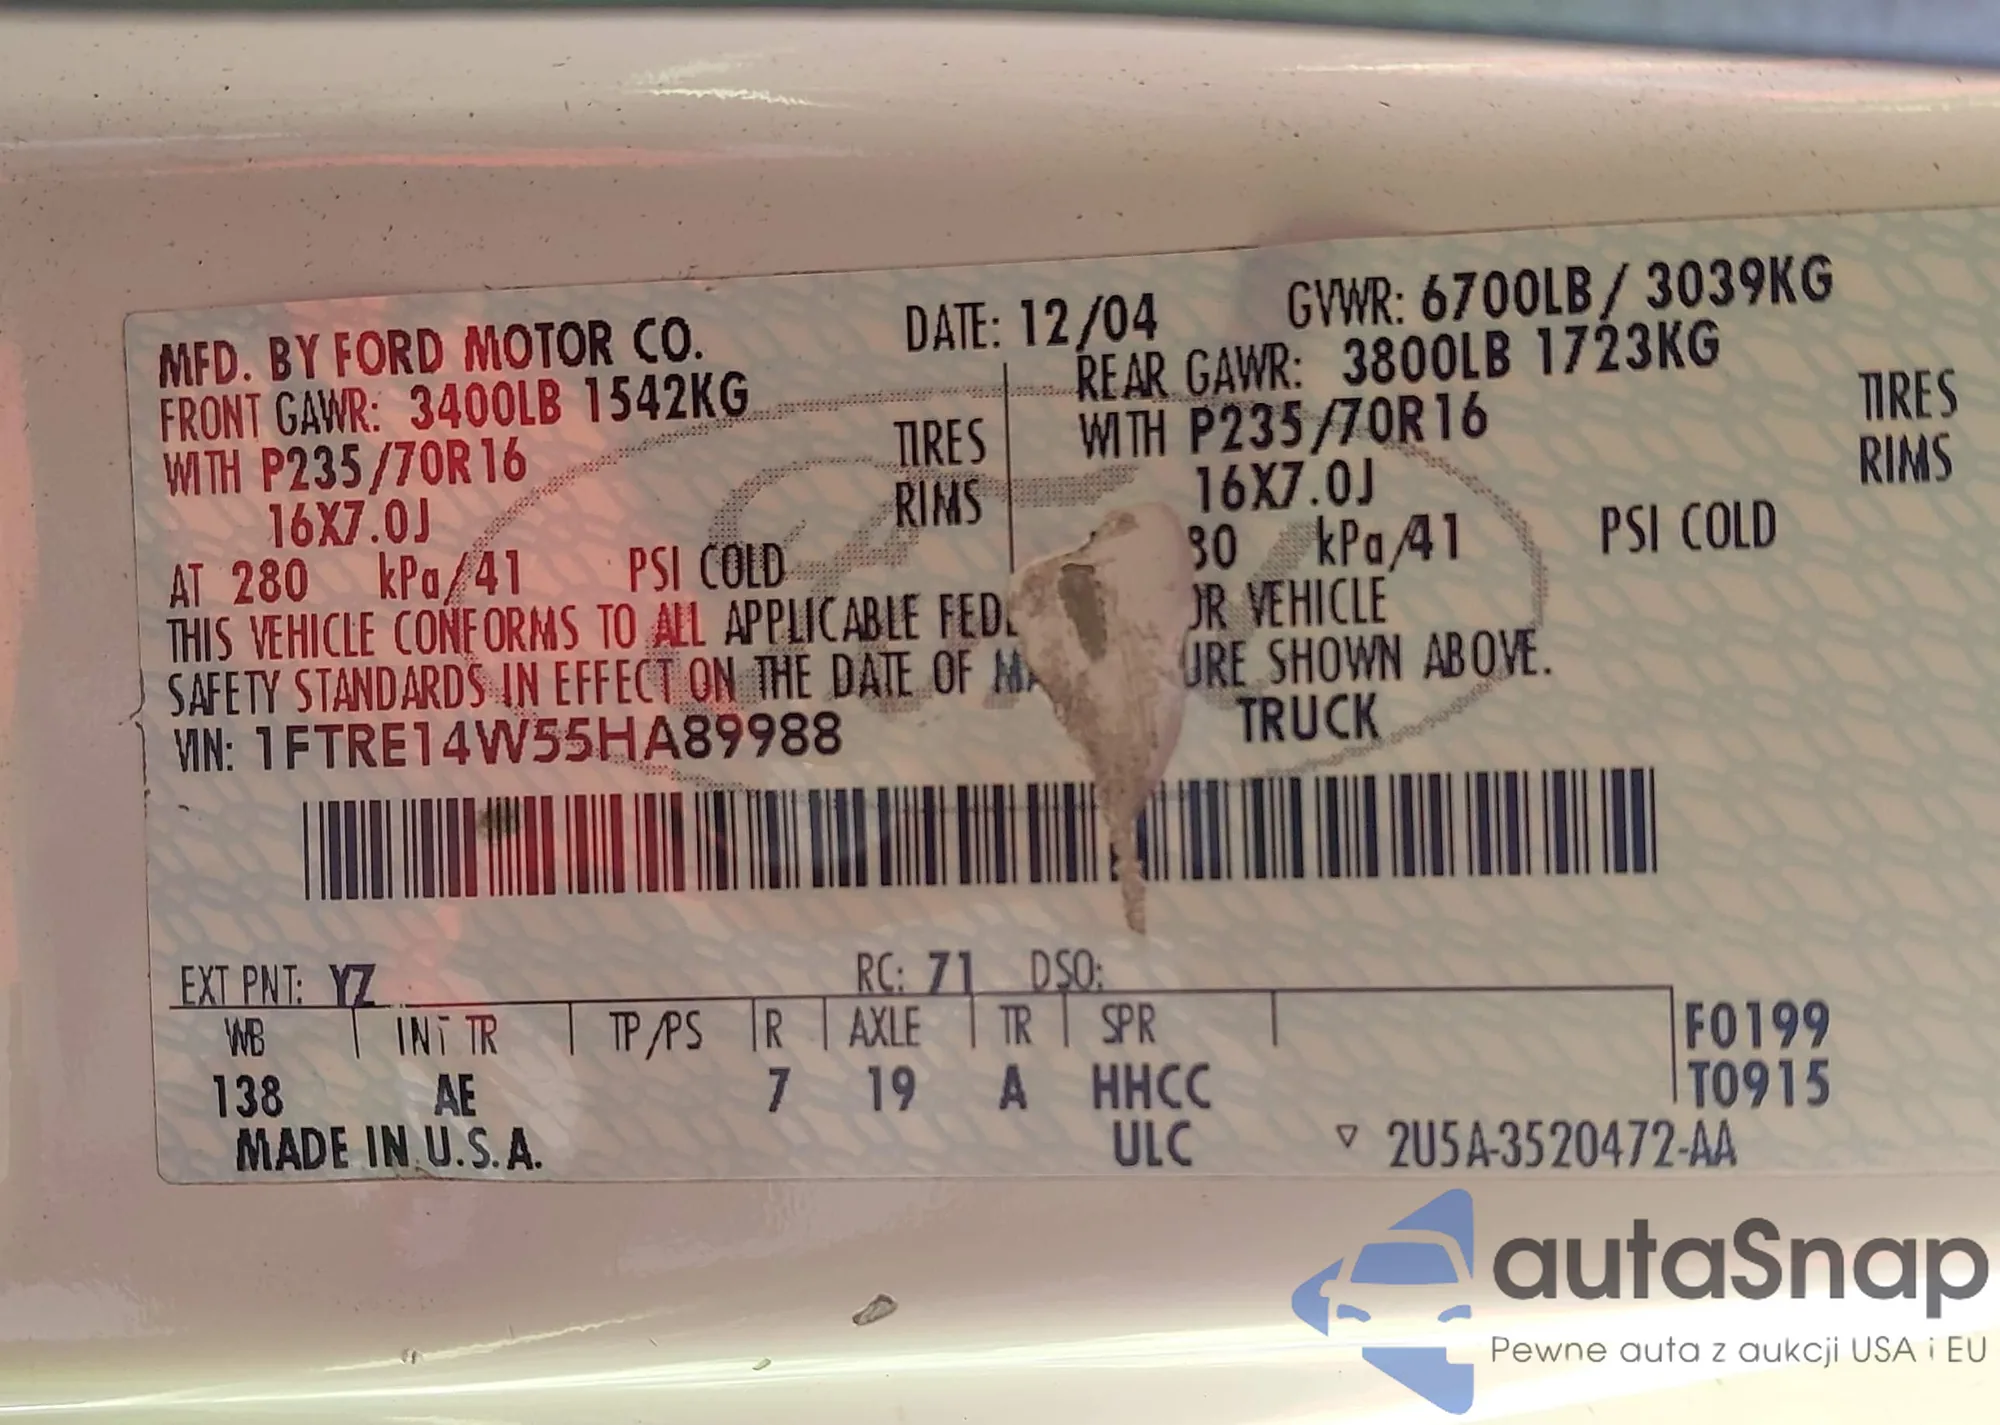 MFD. BY FORD MOTOR CO. DATE: 12/04 GVWR: 6700LB / 3039KG
FRONT GAWR: 3400LB 1542KG REAR GAWR: 3800LB 1723KG
WITH P235/70R16 TIRES WITH P235/70R16 TIRES
16X7.0J RIMS 16X7.0J RIMS
AT 280 kPa/41 PSI COLD 80 kPa/41 PSI COLD
THIS VEHICLE CONFORMS TO ALL APPLICABLE FED OR VEHICLE
SAFETY STANDARDS IN EFFECT ON THE DATE OF MA URE SHOWN ABOVE.
VIN: 1FTRE14W55HA89988 TRUCK
EXT PNT: YZ RC: 71 DSO:
WB INT TR TP/PS R AXLE TR SPR F0199
138 AE 7 19 A HHCC T0915
MADE IN U.S.A. ULC ▽ 2U5A-3520472-AA
autaSnap
Pewne auta z aukcji USA i EU